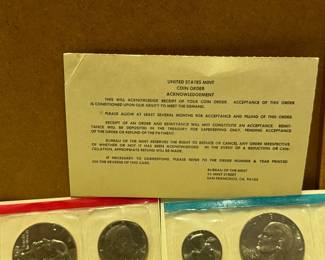 UNITED STATES MINT
COIN ORDER
ACKNOWLEDGEMENT
THIS WILL ACKNOWLEDGE RECEIPT OF YOUR COIN ORDER. ACCEPTANCE OF THIS ORDER
IS CONDITIONED UPON OUR ABILITY TO MEET THE DEMAND.
PLEASE ALLOW AT LEAST SEVERAL MONTHS FOR ACCEPTANCE AND FILLING OF THIS ORDER
RECEIPT OF AN ORDER AND REMITTANCE WILL NOT CONSTITUTE AN ACCEPTANCE. REMIT-
TANCE WILL BE DEPOSITED IN THE TREASURY FOR SAFEKEEPING ONLY, PENDING ACCEPTANCE
OF THE ORDER OR REFUND OF THE PAYMENT.
BUREAU OF THE MINT RESERVES THE RIGHT TO REDUCE OR CANCEL ANY ORDER IRRESPECTIVE
OF WHETHER OR NOT IT HAS BEEN ACKNOWLEDGED. IN THE EVENT OF A REDUCTION OR CAN-
CELLATION, APPROPRIATE REFUND
IF NECESSARY TO CORRESPOND, PLEASE REFER TO THE ORDER NUMBER & YEAR PRINTED
ON THE REVERSE OF THIS CARD.
BUREAU OF THE MINT
55 MINT STREET
SAN FRANCISCO, CA 94103